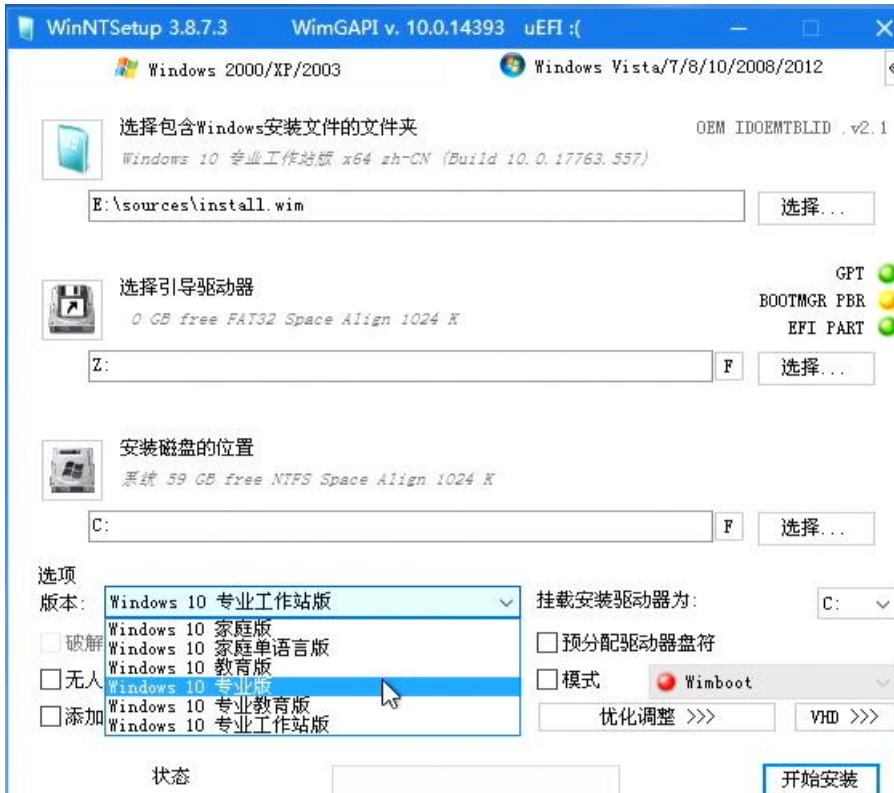 WinNTSetup 3.8.7.3 WimGAPI v. 10.0.14393 uEFI :(
Windows 2000/XP/2003 Windows Vista/7/8/10/2008/2012
选择包含Windows安装文件的文件夹 OEM IDOEMTBLID .v2.1
Windows 10 专业工作站版 x64 zh-CN (Build 10.0.17763.557)
E:\sources\install.wim 选择...
GPT
选择引导驱动器 BOOTMGR PBR
0 GB free FAT32 Space Align 1024 K EFI PART
Z: F 选择...
安装磁盘的位置
系统 59 GB free NTFS Space Align 1024 K
C: F 选择...
选项
版本: Windows 10 专业工作站版 挂载安装驱动器为: C:
Windows 10 家庭版
破解 Windows 10 家庭单语言版 预分配驱动器盘符
Windows 10 教育版
无人 Windows 10 专业版 模式 Wimboot
Windows 10 专业教育版
添加 Windows 10 专业工作站版 优化调整 >>> VHD >>>
状态 开始安装